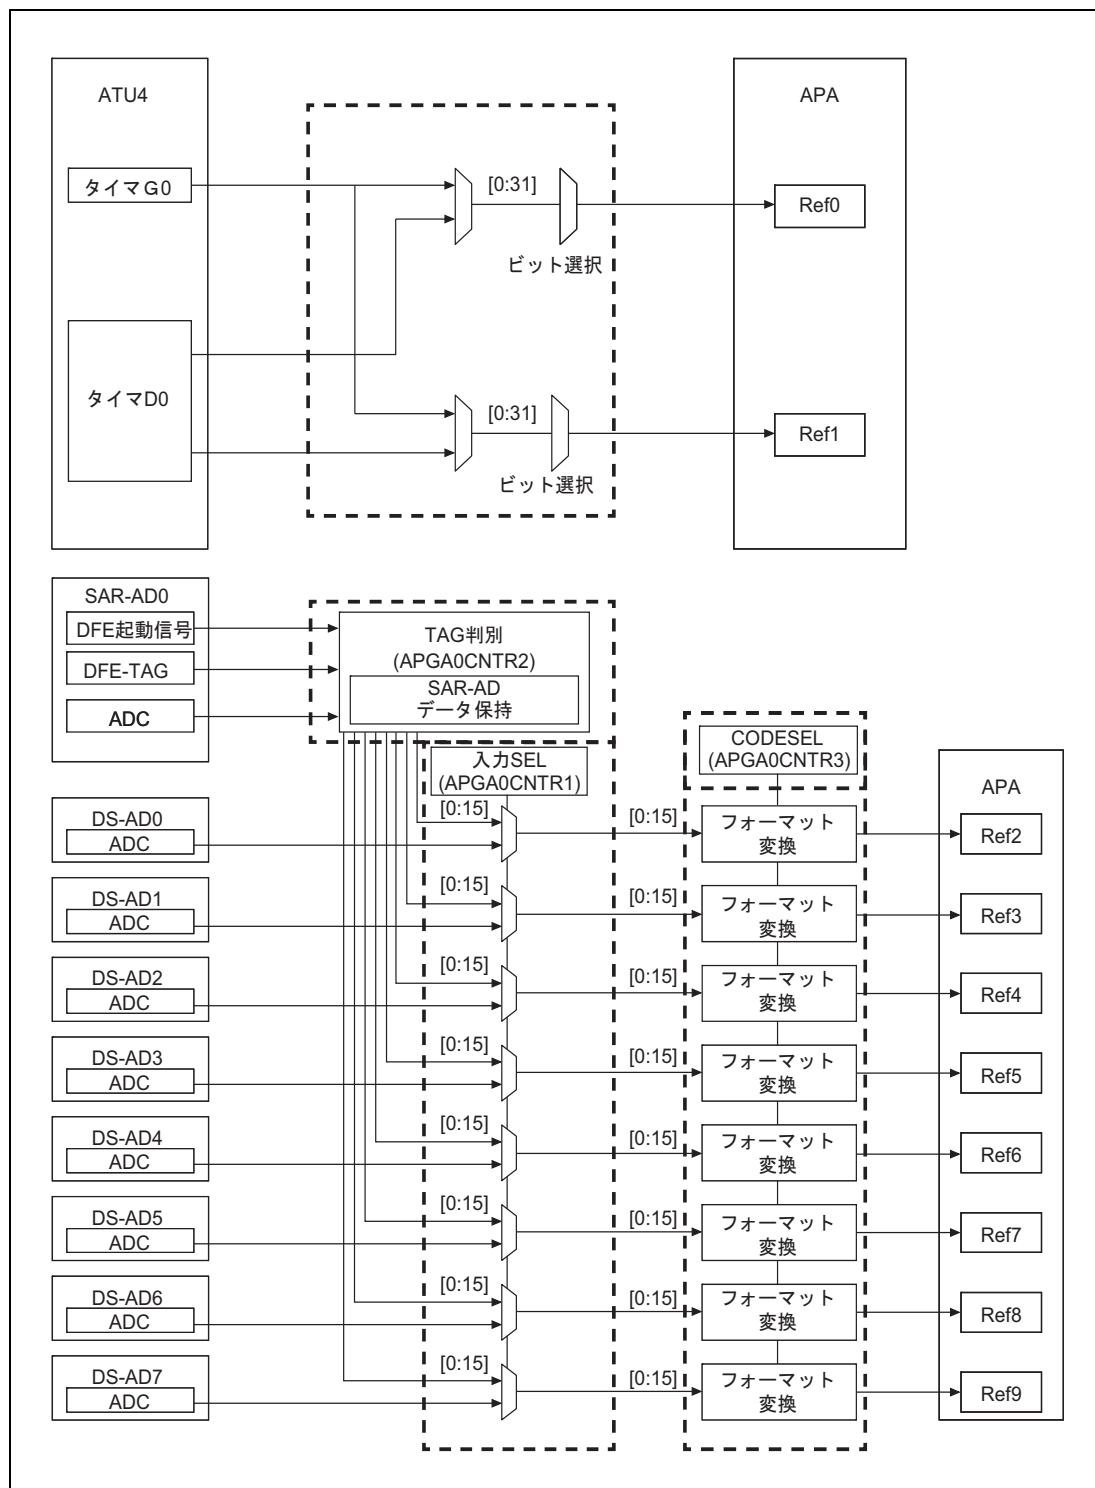 ATU4
APA
タイマG0
[0:31]
Ref0
ビット選択
タイマD0
[0:31]
Ref1
ビット選択
SAR-AD0
DFE起動信号
DFE-TAG
ADC
TAG判別
(APGA0CNTR2)
SAR-AD
データ保持
入力SEL
(APGA0CNTR1)
CODESEL
(APGA0CNTR3)
APA
DS-AD0
ADC
[0:15]
[0:15]
フォーマット
変換
Ref2
DS-AD1
ADC
[0:15]
[0:15]
フォーマット
変換
Ref3
DS-AD2
ADC
[0:15]
[0:15]
フォーマット
変換
Ref4
DS-AD3
ADC
[0:15]
[0:15]
フォーマット
変換
Ref5
DS-AD4
ADC
[0:15]
[0:15]
フォーマット
変換
Ref6
DS-AD5
ADC
[0:15]
[0:15]
フォーマット
変換
Ref7
DS-AD6
ADC
[0:15]
[0:15]
フォーマット
変換
Ref8
DS-AD7
ADC
[0:15]
[0:15]
フォーマット
変換
Ref9